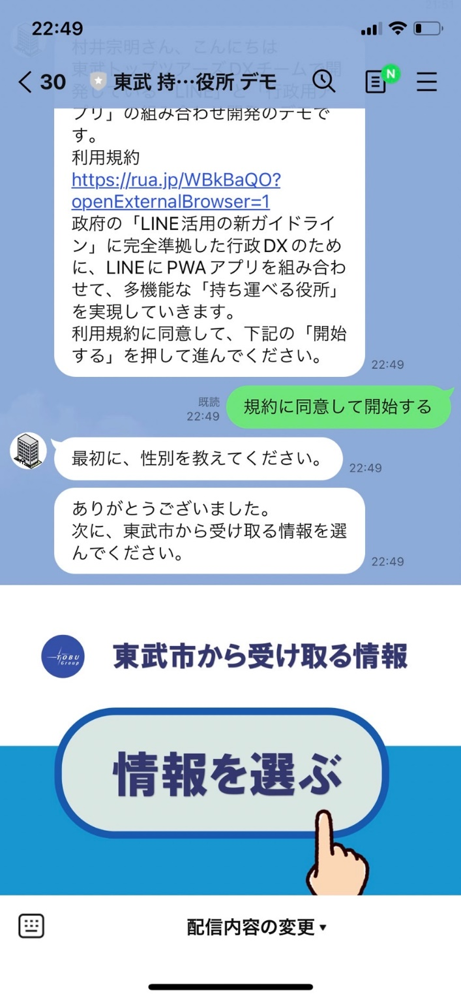 22:49
村井宗明さん、こんにちは
東武トップツアーズDXチームで開
発している「LINE」と「行政用ア
30
東武 持…役所 デモ
N
プリ」の組み合わせ開発のデモで
す。
利用規約
https://rua.jp/WBkBaQO?
openExternalBrowser=1
政府の「LINE活用の新ガイドライ
ン」に完全準拠した行政DXのため
に、LINEにPWAアプリを組み合わ
せて、多機能な「持ち運べる役所」
を実現していきます。
利用規約に同意して、下記の「開始
する」を押して進んでください。
22:49
既読
22:49
規約に同意して開始する
最初に、性別を教えてください。
22:49
ありがとうございました。
次に、東武市から受け取る情報を選
んでください。
22:49
TOBU
Group
東武市から受け取る情報
情報を選ぶ
配信内容の変更▾